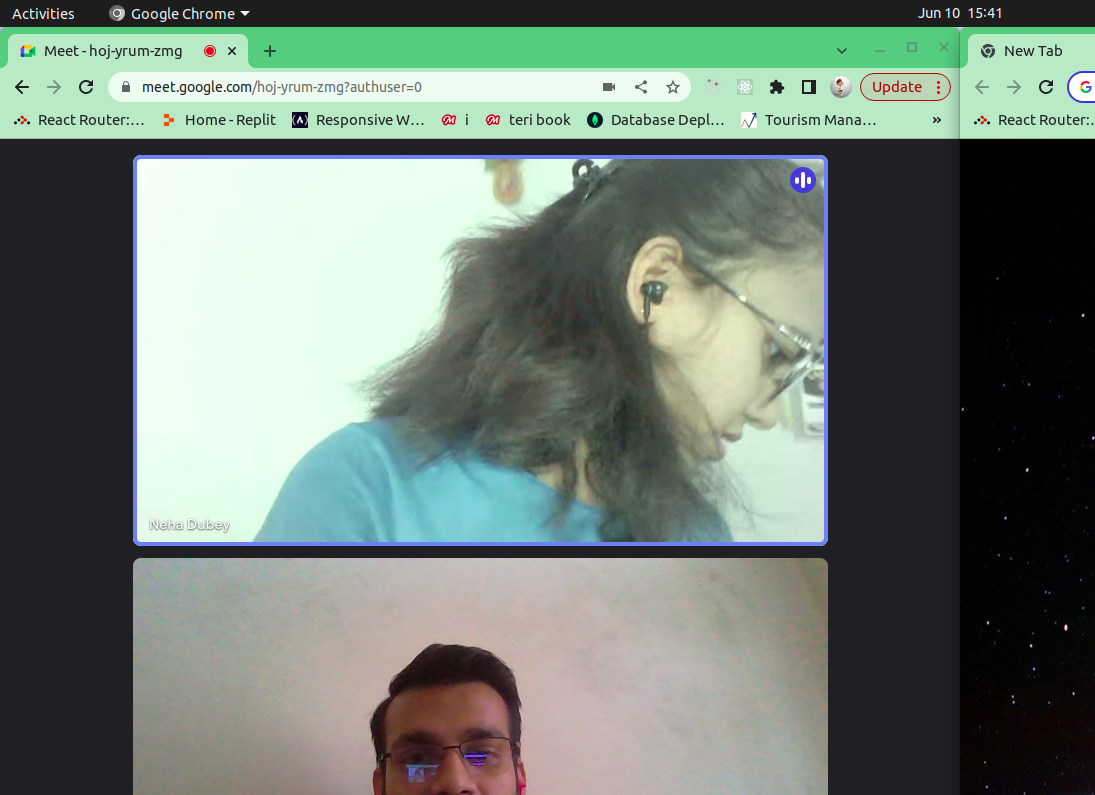 Activities Google Chrome Jun 10 15:41
Meet - hoj-yrum-zmg New Tab
meet.google.com/hoj-yrum-zmg?authuser=0 Update
React Router:... Home - Replit Responsive W... i teri book Database Depl... Tourism Mana... » React Router:..
Neha Dubey